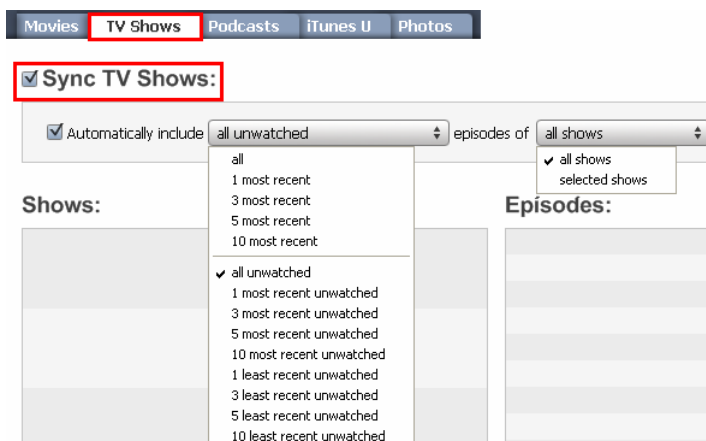 Movies TV Shows Podcasts iTunes U Photos
Sync TV Shows:
Automatically include all unwatched episodes of all shows
all
1 most recent
3 most recent
5 most recent
10 most recent
all unwatched
1 most recent unwatched
3 most recent unwatched
5 most recent unwatched
10 most recent unwatched
1 least recent unwatched
3 least recent unwatched
5 least recent unwatched
10 least recent unwatched
all shows
selected shows
Shows:
Episodes: